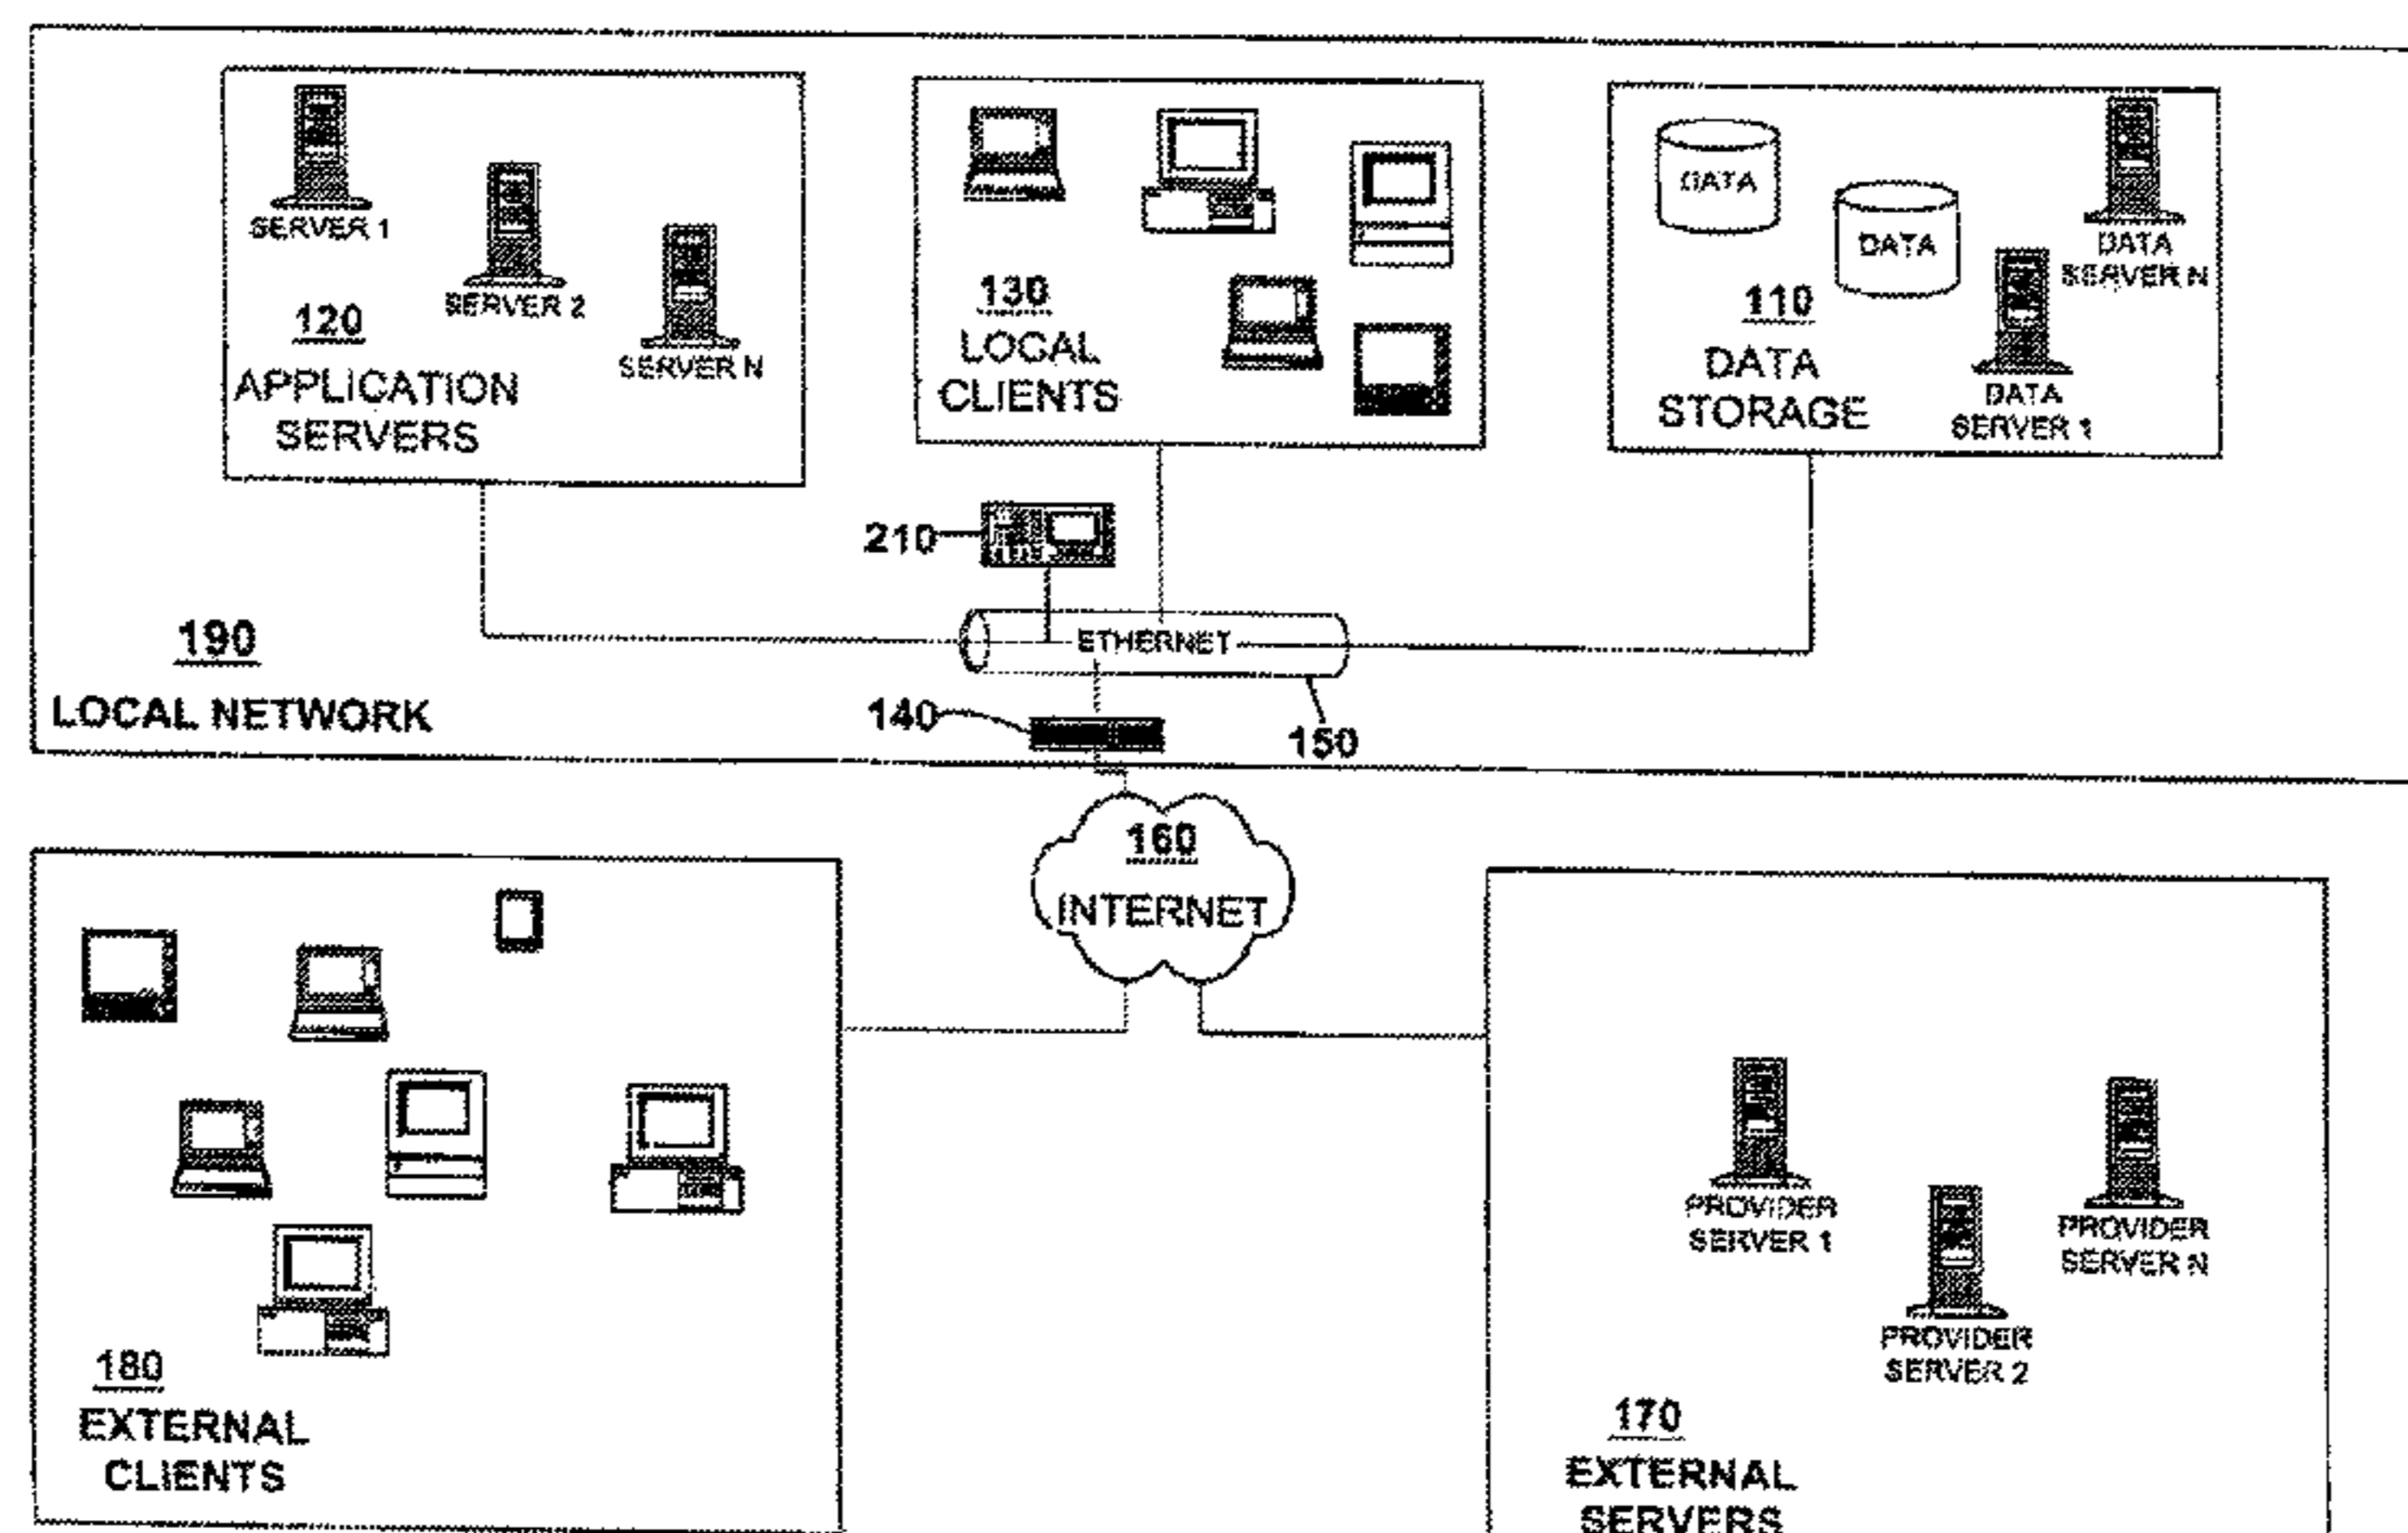 SERVER 1
SERVER 2
SERVER N
120
APPLICATION
SERVERS
130
LOCAL
CLIENTS
DATA
DATA
DATA
SERVER N
110
DATA
STORAGE
DATA
SERVER 1
210
ETHERNET
190
LOCAL NETWORK
140
150
160
INTERNET
180
EXTERNAL
CLIENTS
PROVIDER
SERVER 1
PROVIDER
SERVER 2
PROVIDER
SERVER N
170
EXTERNAL
SERVERS